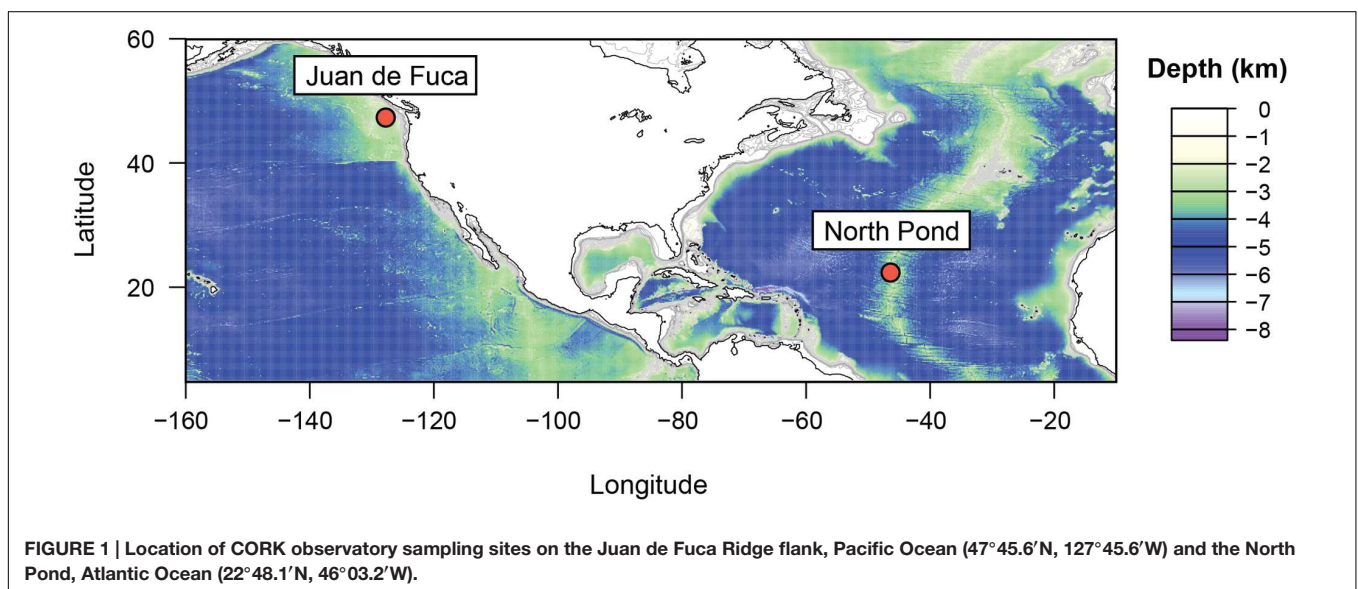 60
40
20
Latitude
Juan de Fuca
North Pond
−160
−140
−120
−100
−80
−60
−40
−20
Longitude
Depth (km)
0
−1
−2
−3
−4
−5
−6
−7
−8
FIGURE 1 | Location of CORK observatory sampling sites on the Juan de Fuca Ridge flank, Pacific Ocean (47°45.6′N, 127°45.6′W) and the North
Pond, Atlantic Ocean (22°48.1′N, 46°03.2′W).